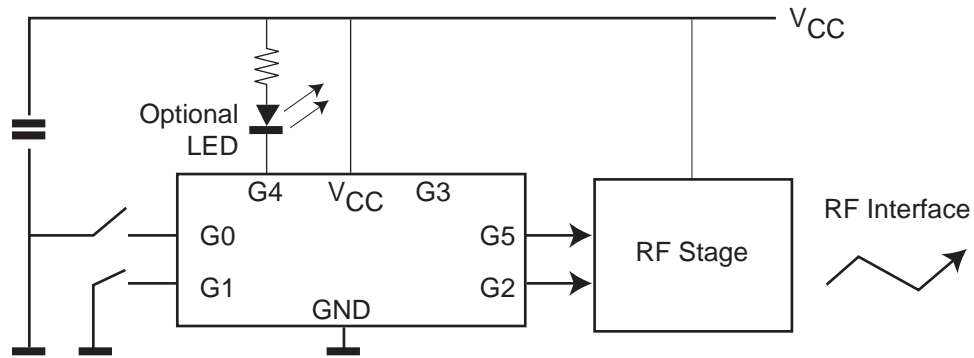 VCC
Optional
LED
G4
VCC
G3
G0
G5
G1
G2
GND
RF Stage
RF Interface